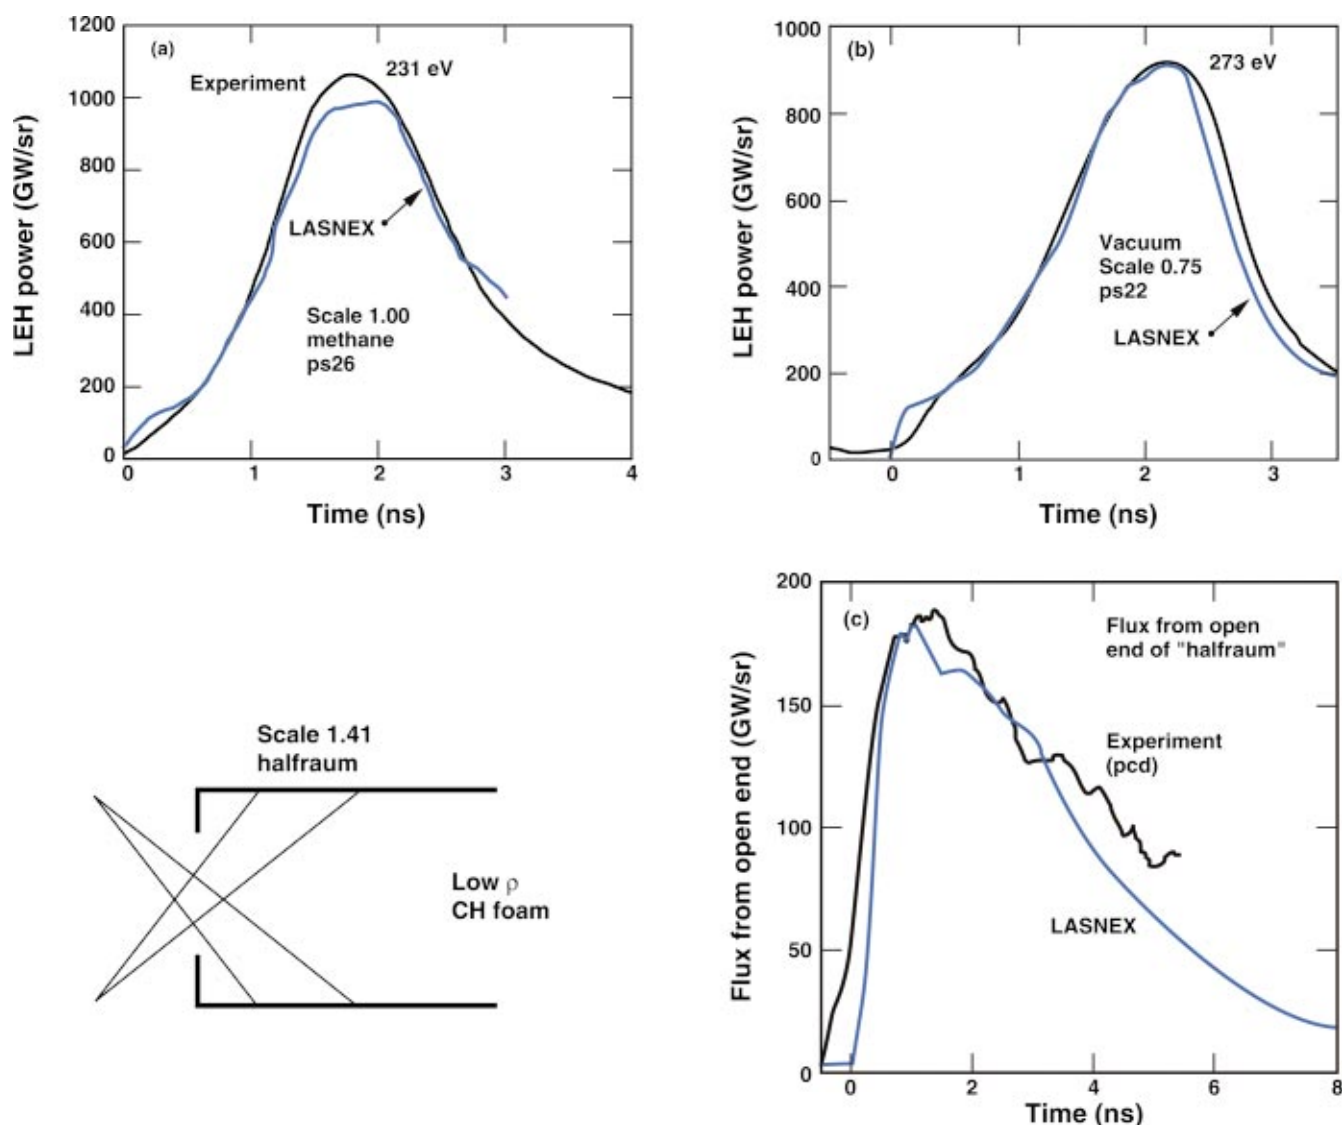 (a)
1200
1000
800
600
400
200
0
LEH power (GW/sr)
Experiment
231 eV
LASNEX
Scale 1.00
methane
ps26
0 1 2 3 4
Time (ns)
(b)
1000
800
600
400
200
0
LEH power (GW/sr)
273 eV
Vacuum
Scale 0.75
ps22
LASNEX
0 1 2 3
Time (ns)
Scale 1.41
halfraum
Low ρ
CH foam
(c)
200
150
100
50
0
Flux from open end (GW/sr)
Flux from open
end of "halfraum"
Experiment
(pcd)
LASNEX
0 2 4 6 8
Time (ns)